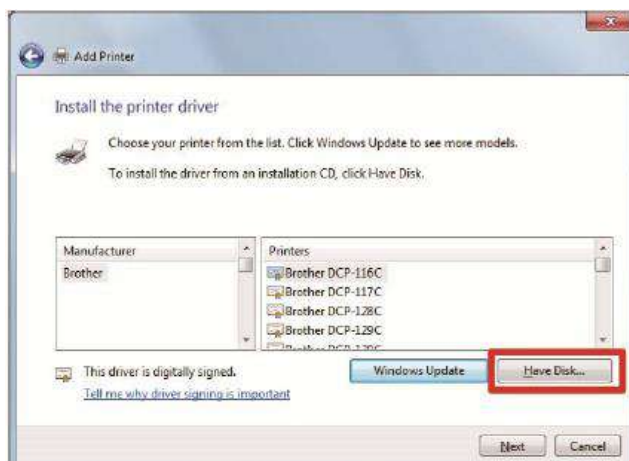 Add Printer
Install the printer driver
Choose your printer from the list. Click Windows Update to see more models.
To install the driver from an installation CD, click Have Disk.
Manufacturer
Brother
Printers
Brother DCP-116C
Brother DCP-117C
Brother DCP-128C
Brother DCP-129C
This driver is digitally signed.
Tell me why driver signing is important
Windows Update
Have Disk...
Next
Cancel